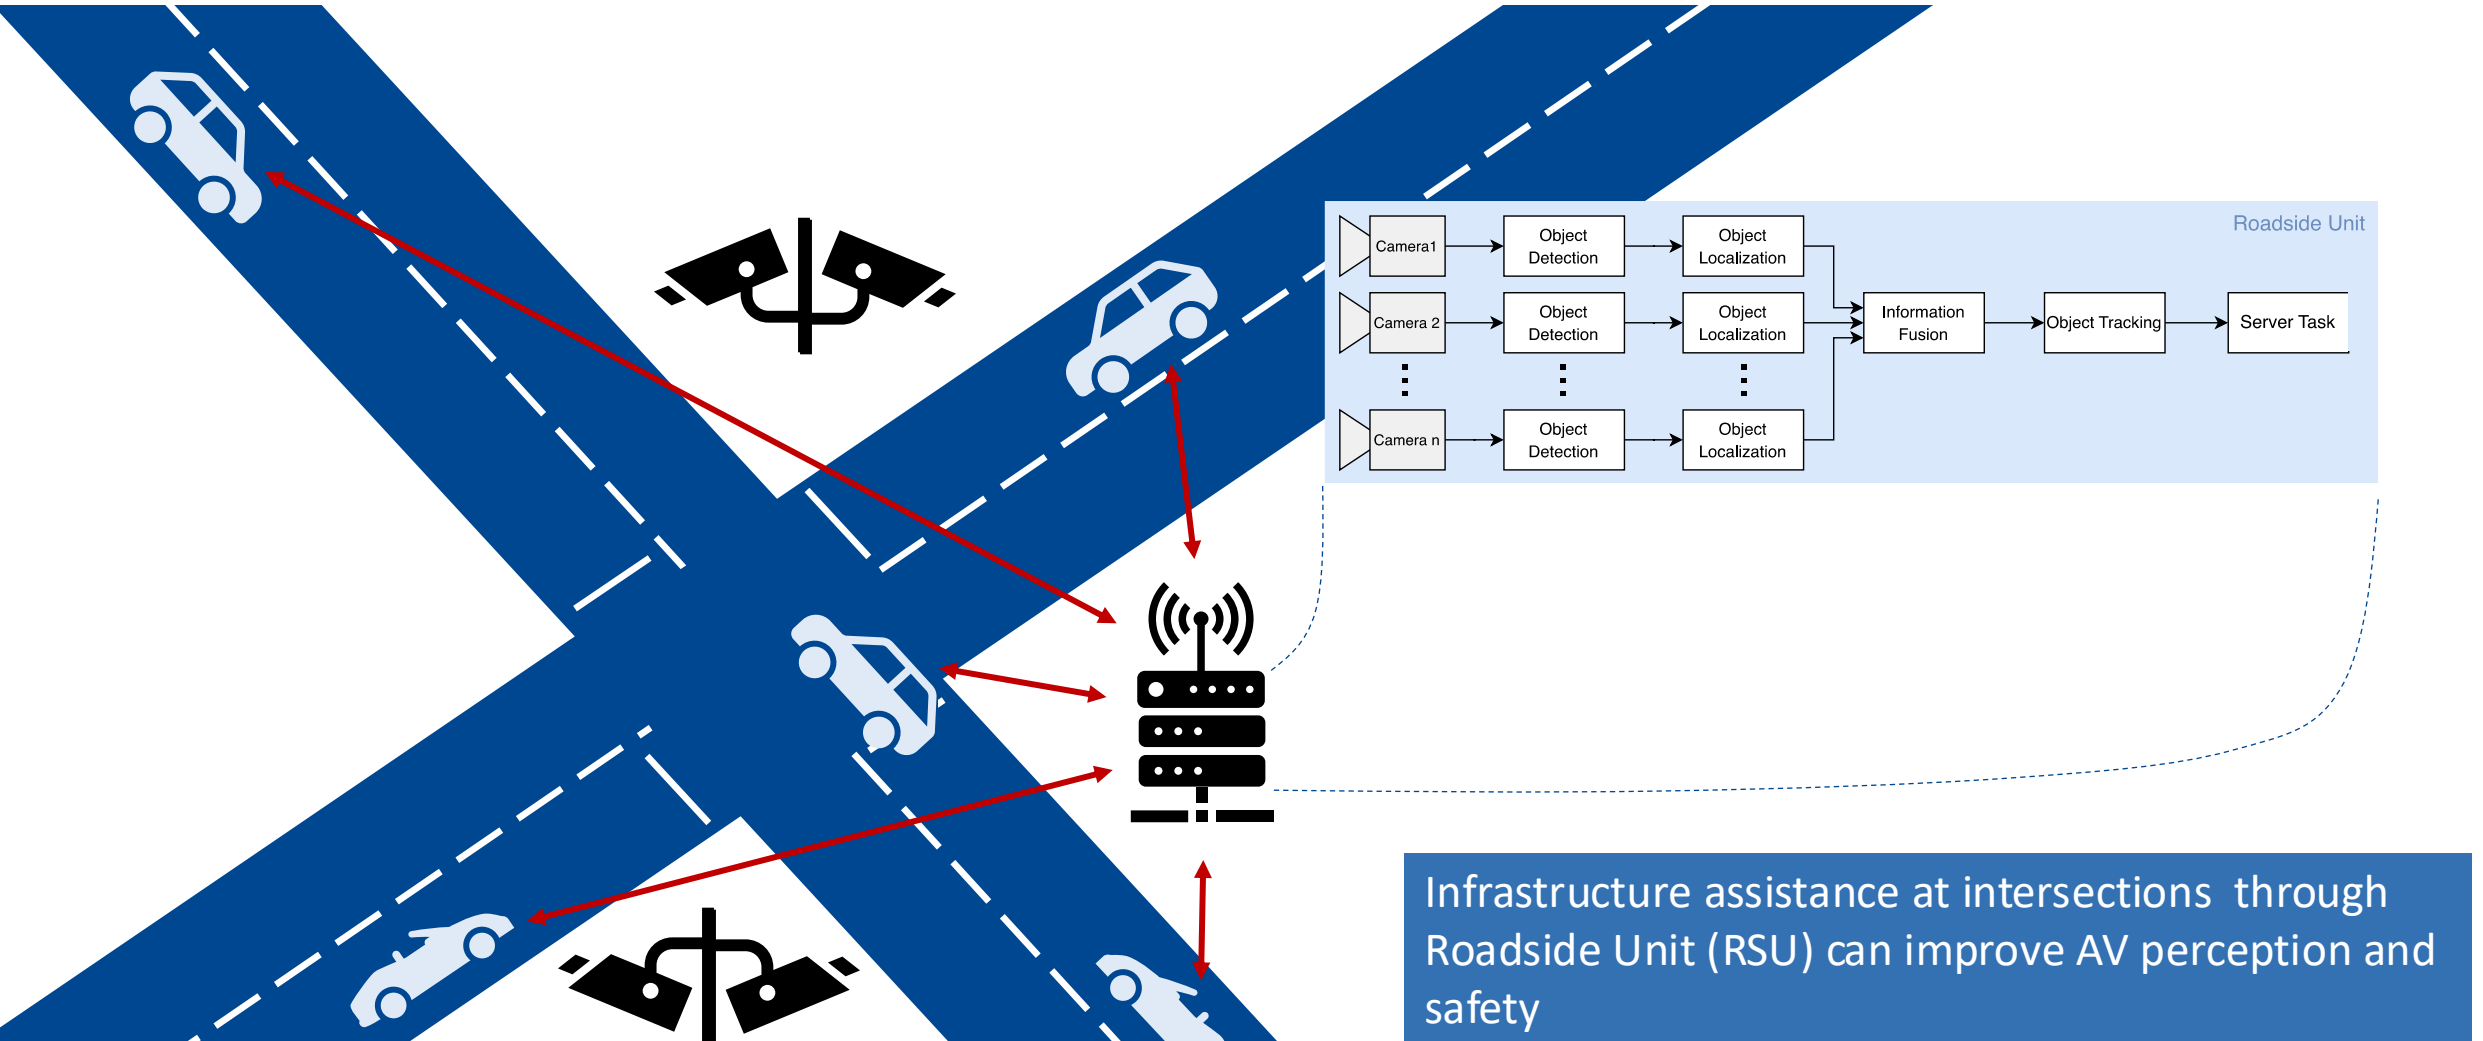 Roadside Unit
Camera1
Object
Detection
Object
Localization
Camera 2
Object
Detection
Object
Localization
Information
Fusion
Object Tracking
Server Task
Camera n
Object
Detection
Object
Localization
Infrastructure assistance at intersections  through
Roadside Unit (RSU) can improve AV perception and
safety